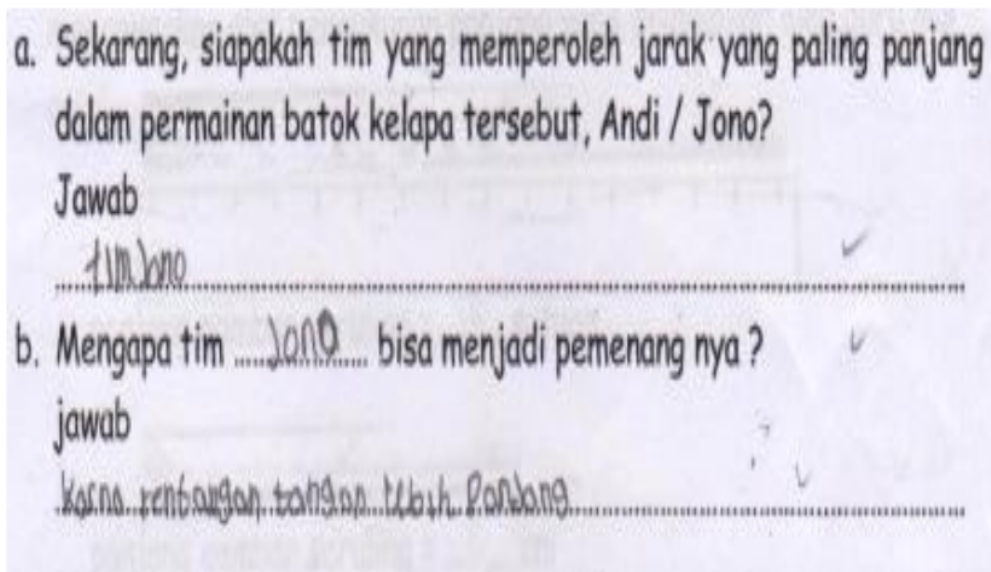 a. Sekarang, siapakah tim yang memperoleh jarak yang paling panjang
dalam permainan batok kelapa tersebut, Andi / Jono?
Jawab
tim Jono
b. Mengapa tim Jono bisa menjadi pemenang nya ?
jawab
karna rentangan tangan lebih Panjang